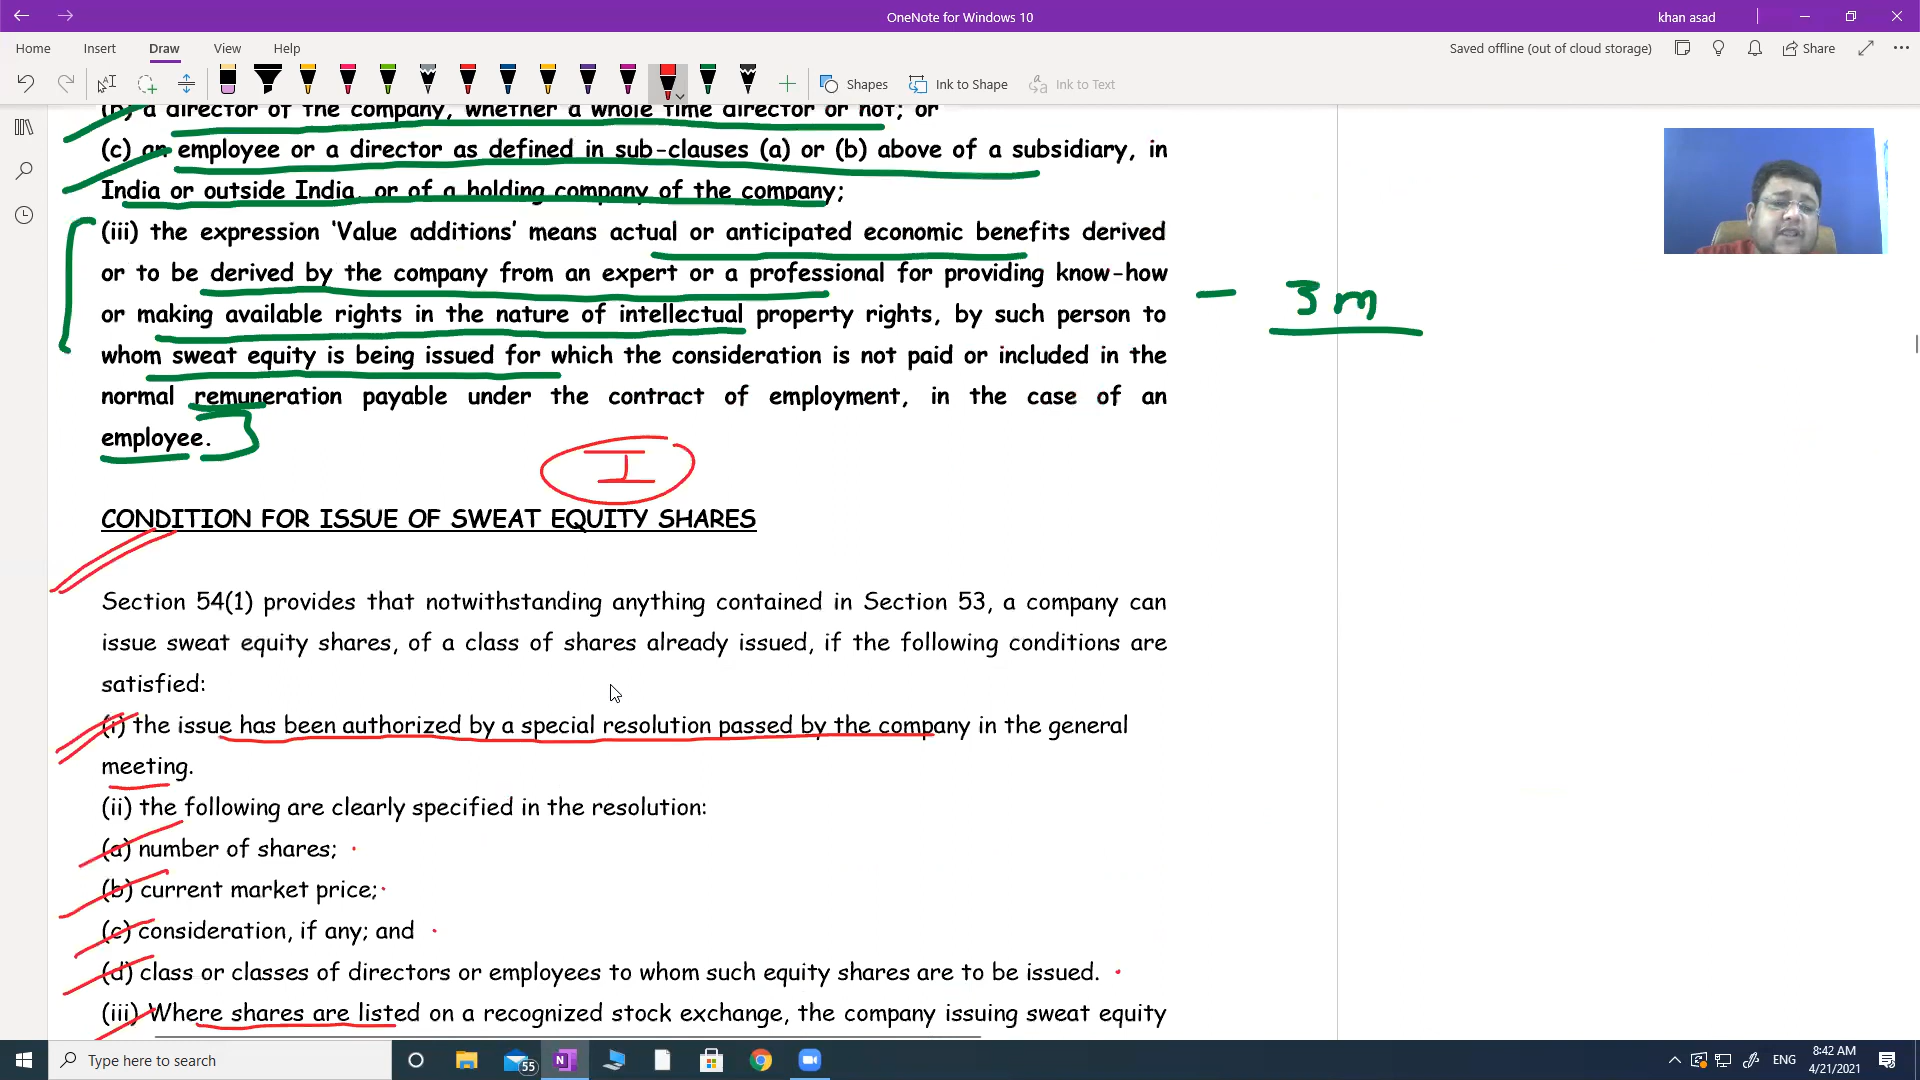 OneNote for Windows 10
khan asad
Home Insert Draw View Help
Saved offline (out of cloud storage)
Share
Shapes
Ink to Shape
Ink to Text
(b) a director of the company, whether a whole time director or not; or
(c) an employee or a director as defined in sub-clauses (a) or (b) above of a subsidiary, in
India or outside India, or of a holding company of the company;
(iii) the expression ‘Value additions’ means actual or anticipated economic benefits derived
or to be derived by the company from an expert or a professional for providing know-how
or making available rights in the nature of intellectual property rights, by such person to
whom sweat equity is being issued for which the consideration is not paid or included in the
normal remuneration payable under the contract of employment, in the case of an
employee.
- 3 m
I
CONDITION FOR ISSUE OF SWEAT EQUITY SHARES
Section 54(1) provides that notwithstanding anything contained in Section 53, a company can
issue sweat equity shares, of a class of shares already issued, if the following conditions are
satisfied:
(i) the issue has been authorized by a special resolution passed by the company in the general
meeting.
(ii) the following are clearly specified in the resolution:
(a) number of shares;
(b) current market price;
(c) consideration, if any; and
(d) class or classes of directors or employees to whom such equity shares are to be issued.
(iii) Where shares are listed on a recognized stock exchange, the company issuing sweat equity
Type here to search
55
ENG
8:42 AM
4/21/2021